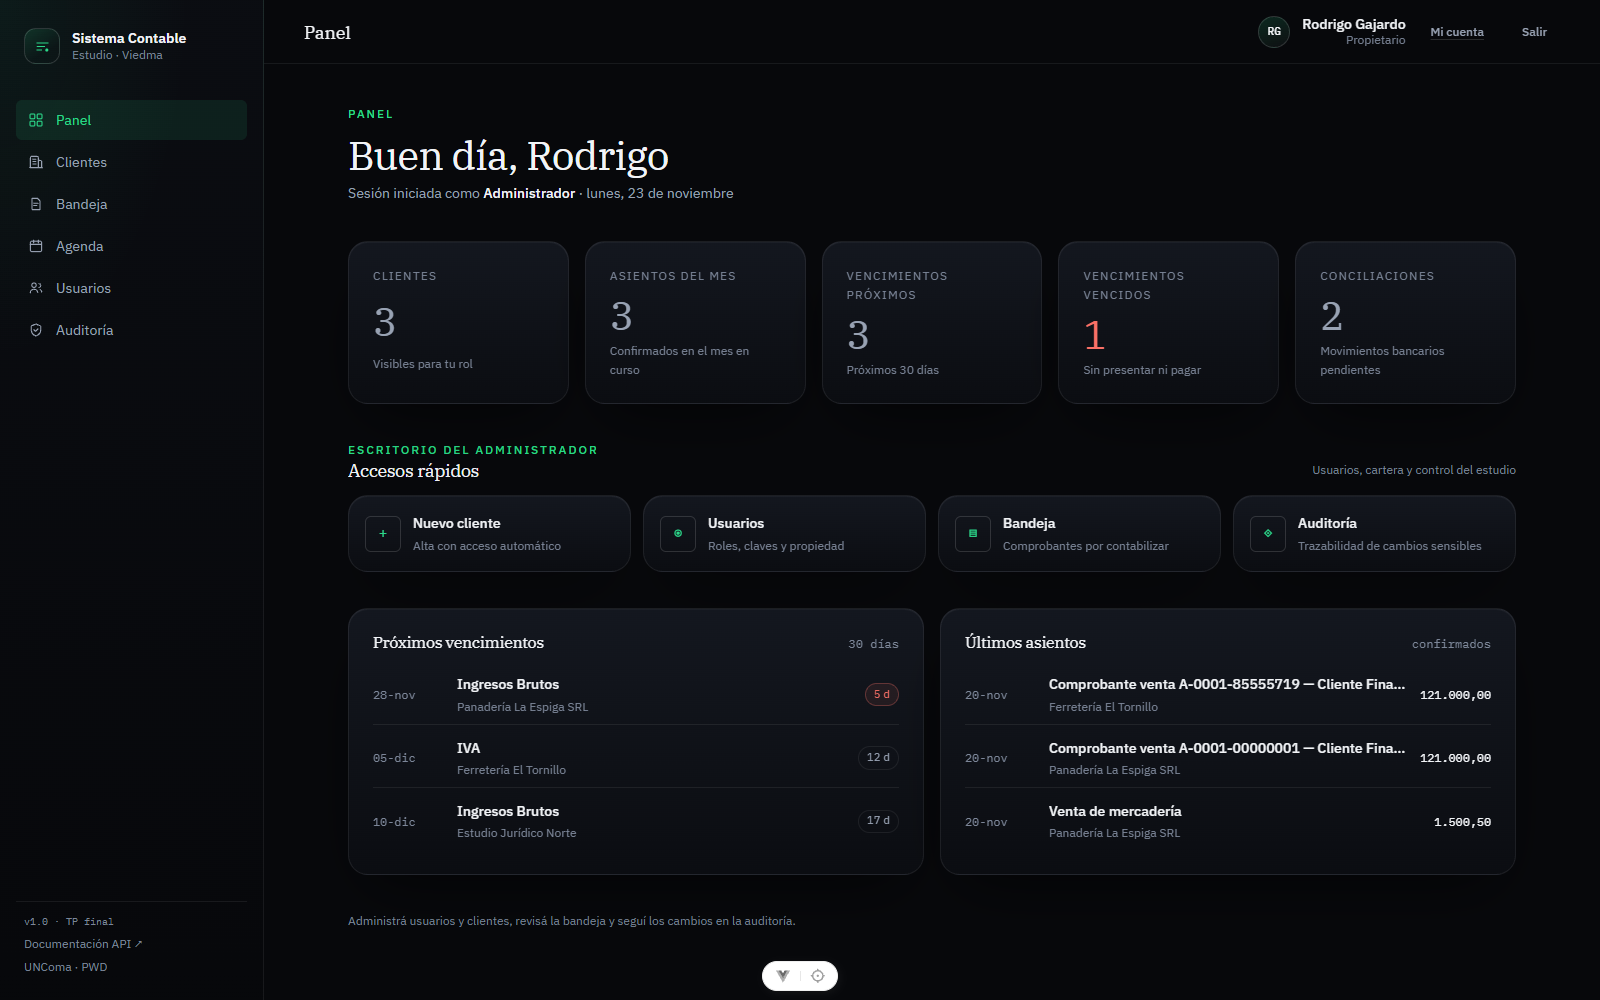 Sistema Contable
Estudio · Viedma
Panel
Clientes
Bandeja
Agenda
Usuarios
Auditoría
v1.0 · TP final
Documentación API ↗
UNComa · PWD
Panel
RG
Rodrigo Gajardo
Propietario
Mi cuenta
Salir
PANEL
Buen día, Rodrigo
Sesión iniciada como Administrador · lunes, 23 de noviembre
CLIENTES
3
Visibles para tu rol
ASIENTOS DEL MES
3
Confirmados en el mes en
curso
VENCIMIENTOS
PRÓXIMOS
3
Próximos 30 días
VENCIMIENTOS
VENCIDOS
1
Sin presentar ni pagar
CONCILIACIONES
2
Movimientos bancarios
pendientes
ESCRITORIO DEL ADMINISTRADOR
Accesos rápidos
Usuarios, cartera y control del estudio
Nuevo cliente
Alta con acceso automático
Usuarios
Roles, claves y propiedad
Bandeja
Comprobantes por contabilizar
Auditoría
Trazabilidad de cambios sensibles
Próximos vencimientos
30 días
28-nov
Ingresos Brutos
Panadería La Espiga SRL
5 d
05-dic
IVA
Ferretería El Tornillo
12 d
10-dic
Ingresos Brutos
Estudio Jurídico Norte
17 d
Últimos asientos
confirmados
20-nov
Comprobante venta A-0001-85555719 — Cliente Fina...
Ferretería El Tornillo
121.000,00
20-nov
Comprobante venta A-0001-00000001 — Cliente Fina...
Panadería La Espiga SRL
121.000,00
20-nov
Venta de mercadería
Panadería La Espiga SRL
1.500,50
Administrá usuarios y clientes, revisá la bandeja y seguí los cambios en la auditoría.